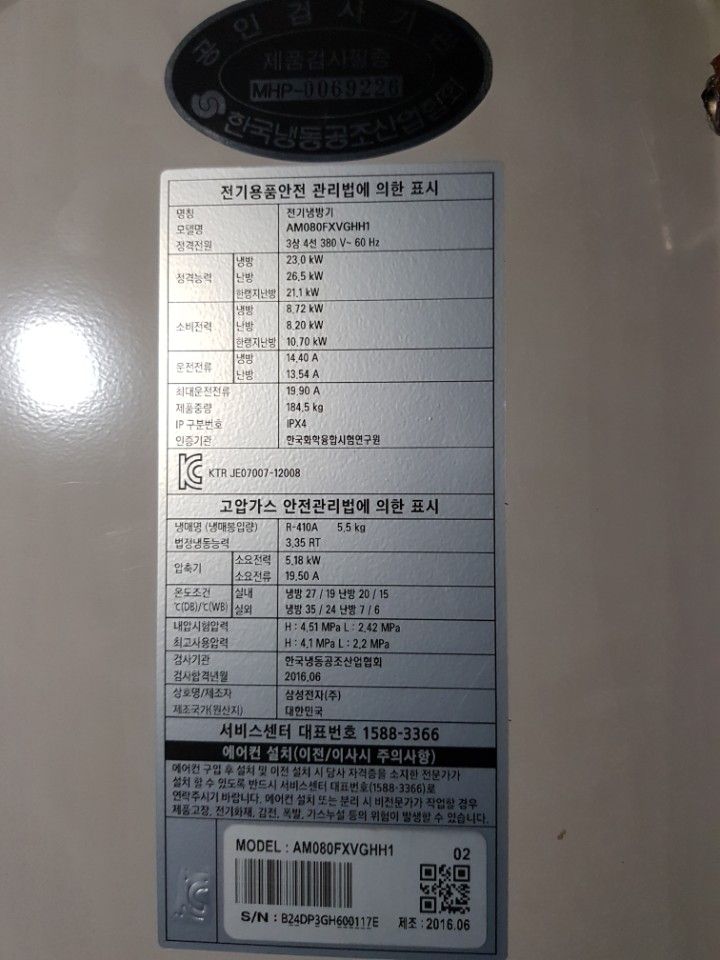 공인검사기관
제품검사필증
MHP-0069226
한국냉동공조산업협회
전기용품안전 관리법에 의한 표시
명칭 전기냉방기
모델명 AM080FXVGHH1
정격전원 3상 4선 380 V~ 60 Hz
정격능력 냉방 23.0 kW
난방 26.5 kW
한랭지난방 21.1 kW
소비전력 냉방 8.72 kW
난방 8.20 kW
한랭지난방 10.70 kW
운전전류 냉방 14.40 A
난방 13.54 A
최대운전전류 19.90 A
제품중량 184.5 kg
IP 구분번호 IPX4
인증기관 한국화학융합시험연구원
KTR JE07007-12008
고압가스 안전관리법에 의한 표시
냉매명 (냉매봉입량) R-410A 5.5 kg
법정냉동능력 3.35 RT
압축기 소요전력 5.18 kW
소요전류 19.50 A
온도조건 실내 냉방 27 / 19 난방 20 / 15
℃(DB)/℃(WB) 실외 냉방 35 / 24 난방 7 / 6
내압시험압력 H : 4.51 MPa L : 2.42 MPa
최고사용압력 H : 4.1 MPa L : 2.2 MPa
검사기관 한국냉동공조산업협회
검사합격년월 2016.06
상호명/제조자 삼성전자(주)
제조국가(원산지) 대한민국
서비스센터 대표번호 1588-3366
에어컨 설치(이전/이사시 주의사항)
에어컨 구입 후 설치 및 이전 설치 시 당사 자격증을 소지한 전문가가
설치 할 수 있도록 반드시 서비스센터 대표번호(1588-3366)로
연락주시기 바랍니다. 에어컨 설치 또는 분리 시 비전문가가 작업할 경우
제품고장, 전기화재, 감전, 폭발, 가스누설 등의 위험이 발생할 수 있습니다.
MODEL : AM080FXVGHH1
02
S/N : B24DP3GH600117E 제조 : 2016.06